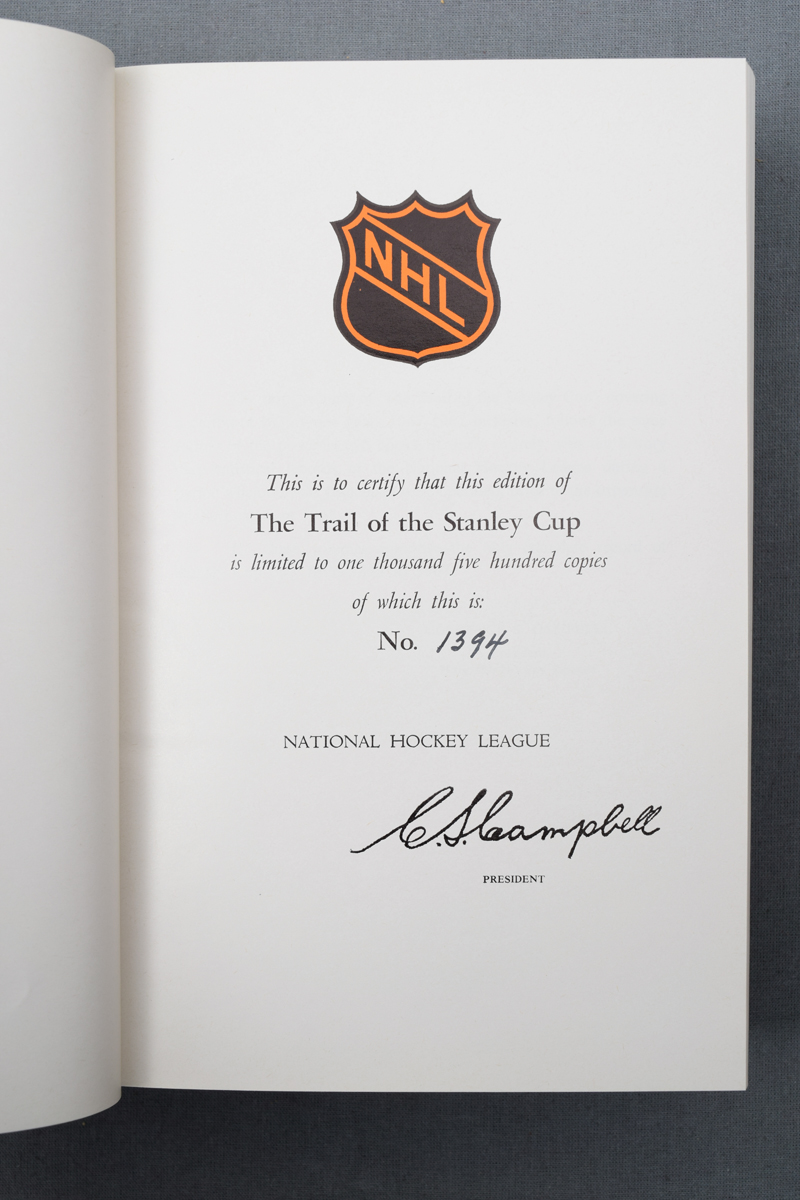 NHL
This is to certify that this edition of
The Trail of the Stanley Cup
is limited to one thousand five hundred copies
of which this is:
No. 1394
NATIONAL HOCKEY LEAGUE
C.S. Campbell
PRESIDENT